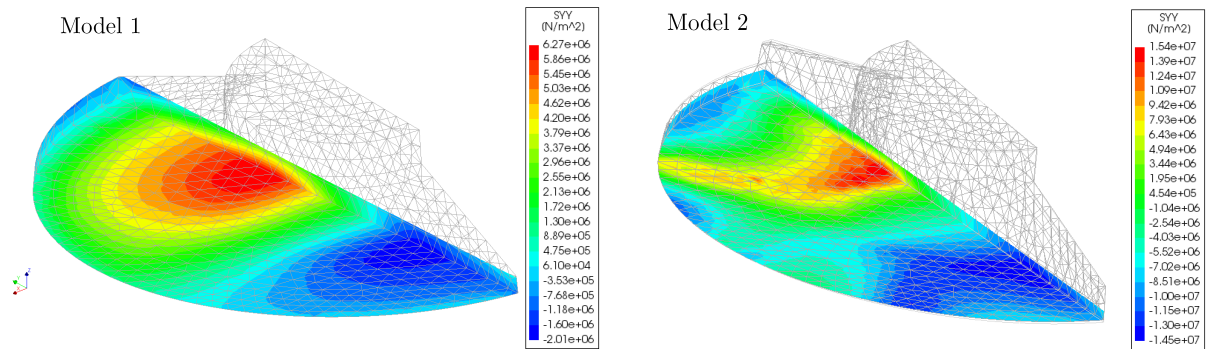 Model 1
SYY
(N/m^2)
6.27e+06
5.86e+06
5.45e+06
5.03e+06
4.62e+06
4.20e+06
3.79e+06
3.37e+06
2.96e+06
2.55e+06
2.13e+06
1.72e+06
1.30e+06
8.89e+05
4.75e+05
6.10e+04
-3.53e+05
-7.68e+05
-1.18e+06
-1.60e+06
-2.01e+06
Model 2
SYY
(N/m^2)
1.54e+07
1.39e+07
1.24e+07
1.09e+07
9.42e+06
7.93e+06
6.43e+06
4.94e+06
3.44e+06
1.95e+06
4.54e+05
-1.04e+06
-2.54e+06
-4.03e+06
-5.52e+06
-7.02e+06
-8.51e+06
-1.00e+07
-1.15e+07
-1.30e+07
-1.45e+07